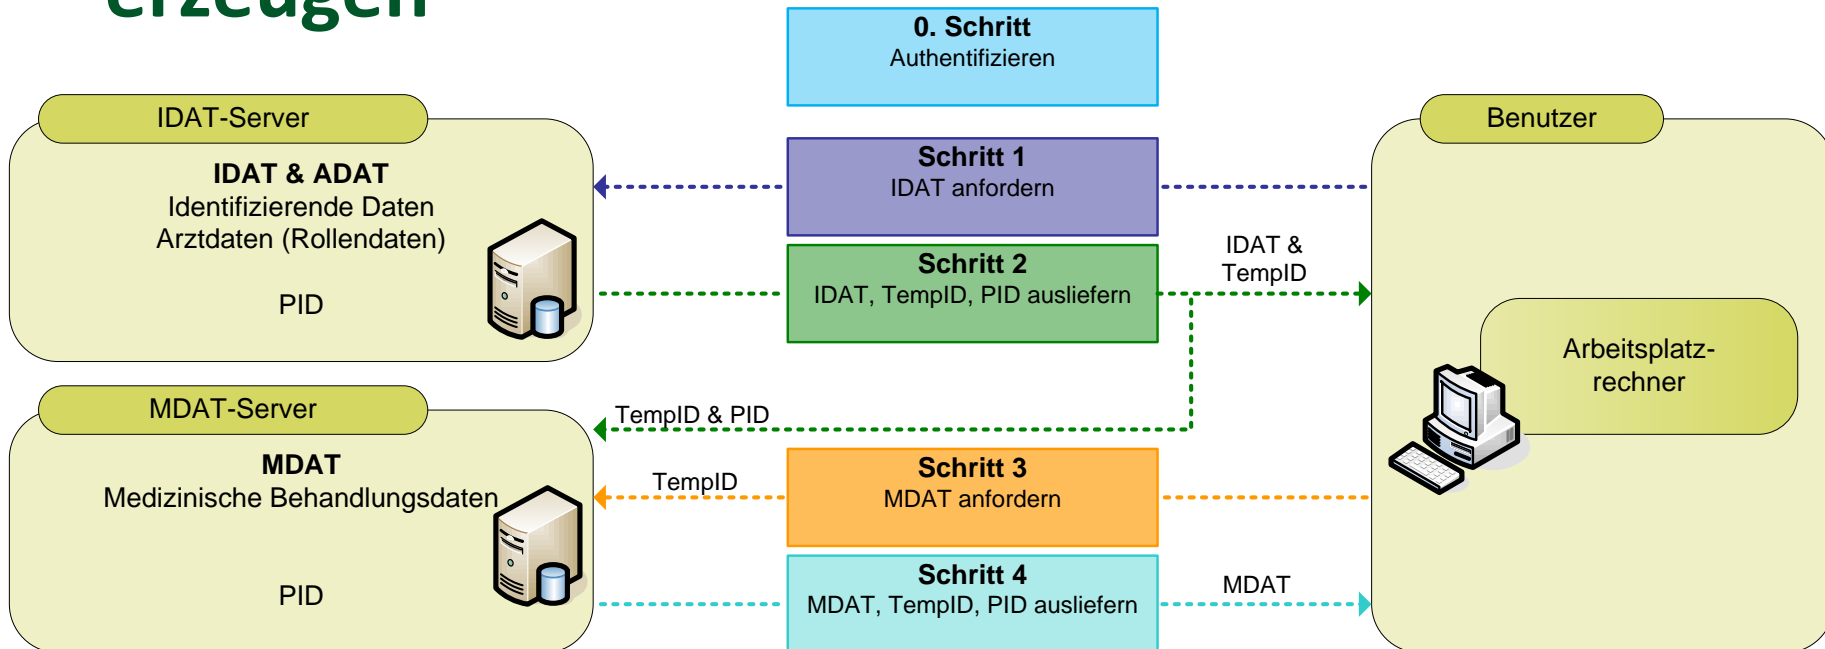 erzeugen
0. Schritt
Authentifizieren
IDAT-Server
IDAT & ADAT
Identifizierende Daten
Arztdaten (Rollendaten)
PID
Schritt 1
IDAT anfordern
Schritt 2
IDAT, TempID, PID ausliefern
IDAT &
TempID
Benutzer
Arbeitsplatz-
rechner
MDAT-Server
MDAT
Medizinische Behandlungsdaten
PID
TempID & PID
TempID
Schritt 3
MDAT anfordern
Schritt 4
MDAT, TempID, PID ausliefern
MDAT